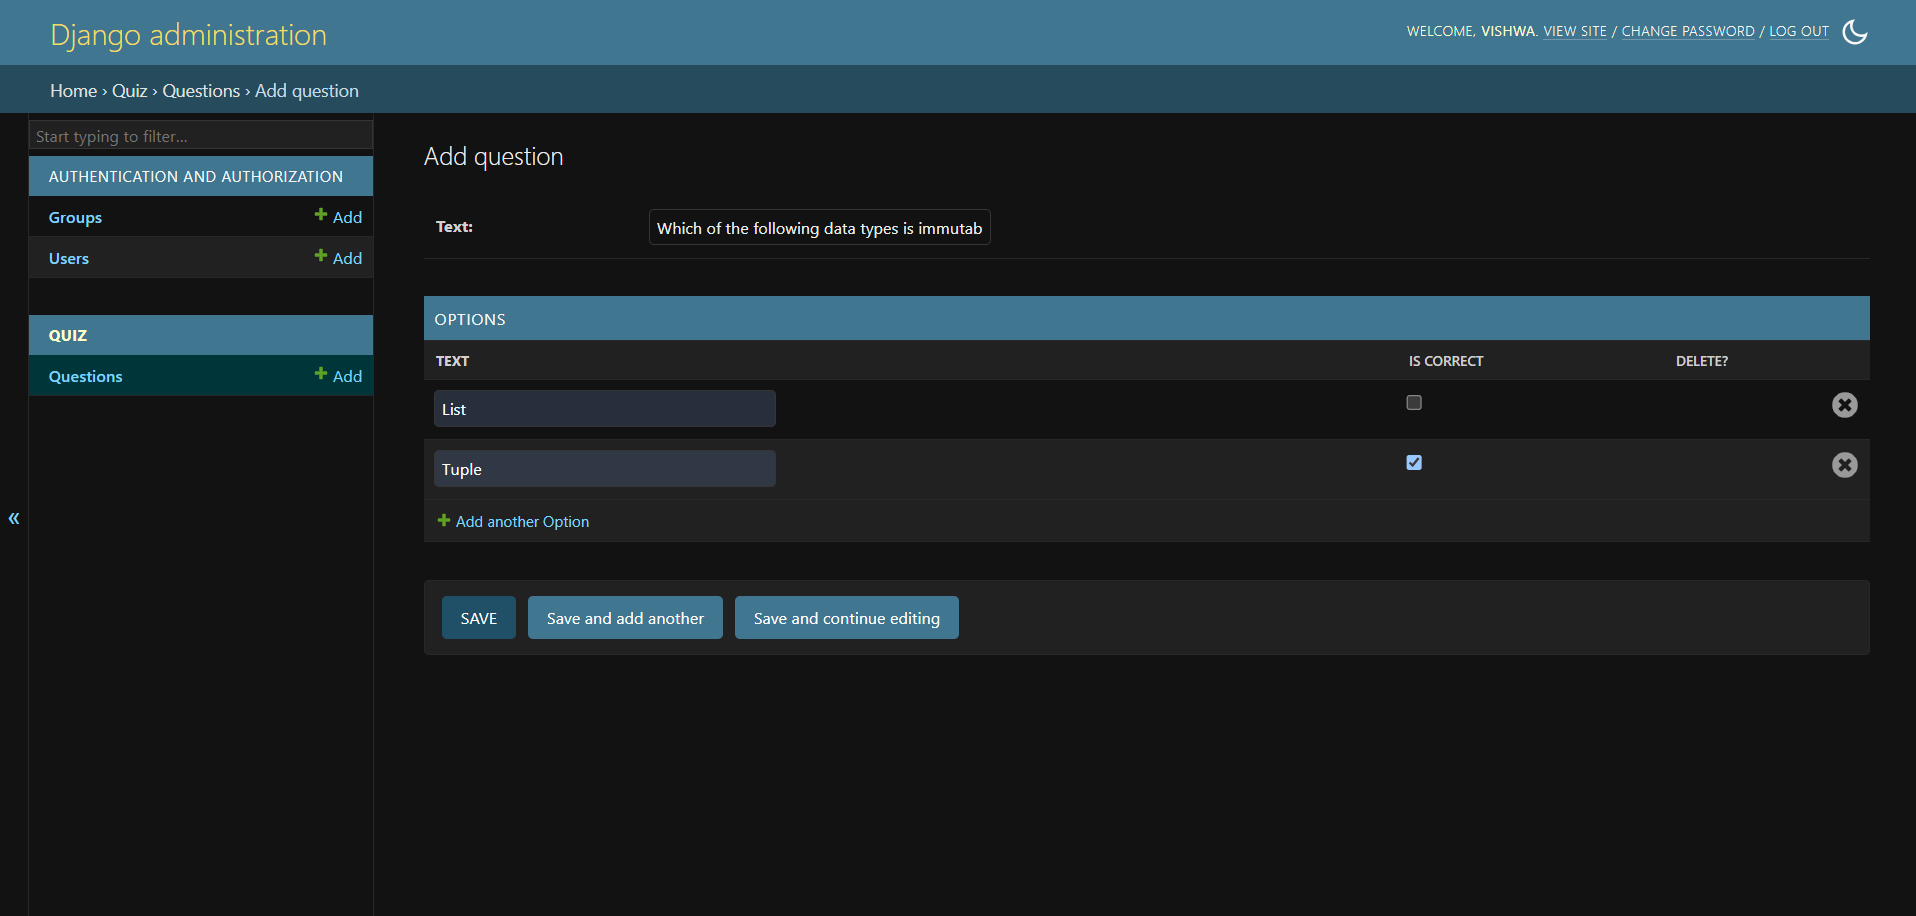 Django administration
WELCOME, VISHWA. VIEW SITE / CHANGE PASSWORD / LOG OUT
Home › Quiz › Questions › Add question
Start typing to filter...
AUTHENTICATION AND AUTHORIZATION
Groups
Add
Users
Add
QUIZ
Questions
Add
«
Add question
Text:
Which of the following data types is immutab
OPTIONS
TEXT
IS CORRECT
DELETE?
List
Tuple
Add another Option
SAVE
Save and add another
Save and continue editing